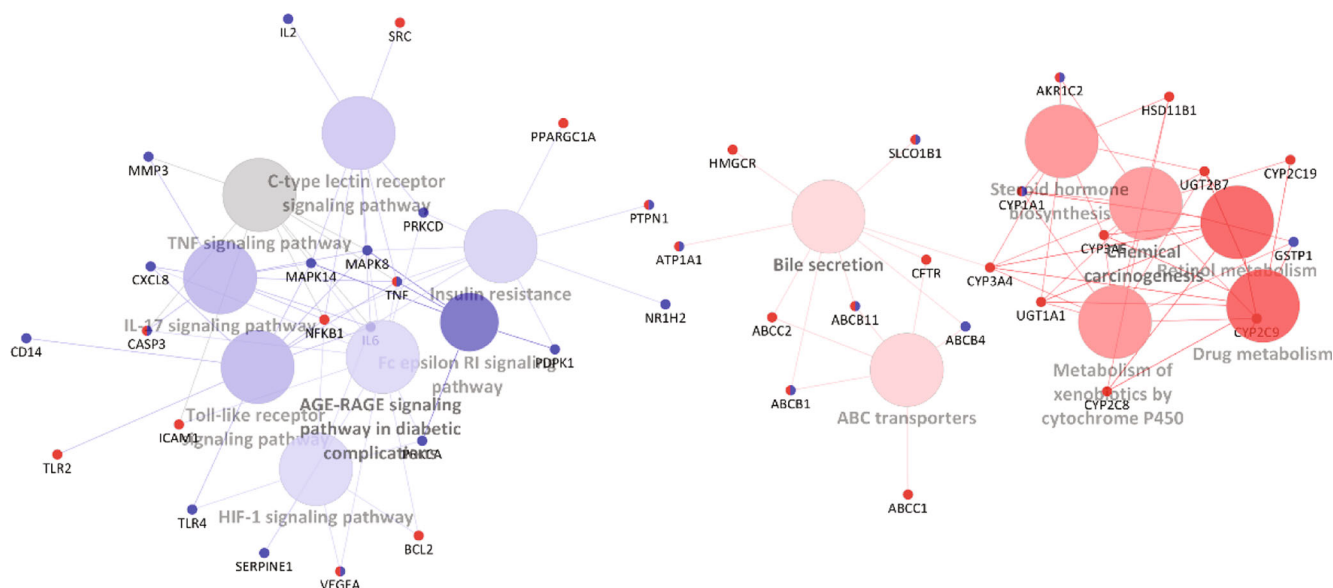 IL2
SRC
PPARGC1A
MMP3
C-type lectin receptor
signaling pathway
PRKCD
PTPN1
TNF signaling pathway
MAPK8
MAPK14
CXCL8
TNF
Insulin resistance
NR1H2
IL-17 signaling pathway
NFKB1
CASP3
IL6
CD14
Fc epsilon RI signaling
pathway
PDPK1
AGE-RAGE signaling
pathway in diabetic
complications
Toll-like receptor
signaling pathway
ICAM1
PRKCA
TLR2
TLR4
HIF-1 signaling pathway
BCL2
SERPINE1
VEGFA
HMGCR
SLCO1B1
ATP1A1
Bile secretion
CFTR
ABCC2
ABCB11
ABCB4
ABCB1
ABC transporters
ABCC1
AKR1C2
HSD11B1
CYP2C19
UGT2B7
Steroid hormone
biosynthesis
CYP1A1
GSTP1
Chemical
carcinogenesis
Retinol metabolism
CYP3A4
UGT1A1
CYP2C9
Drug metabolism
Metabolism of
xenobiotics by
cytochrome P450
CYP2C8